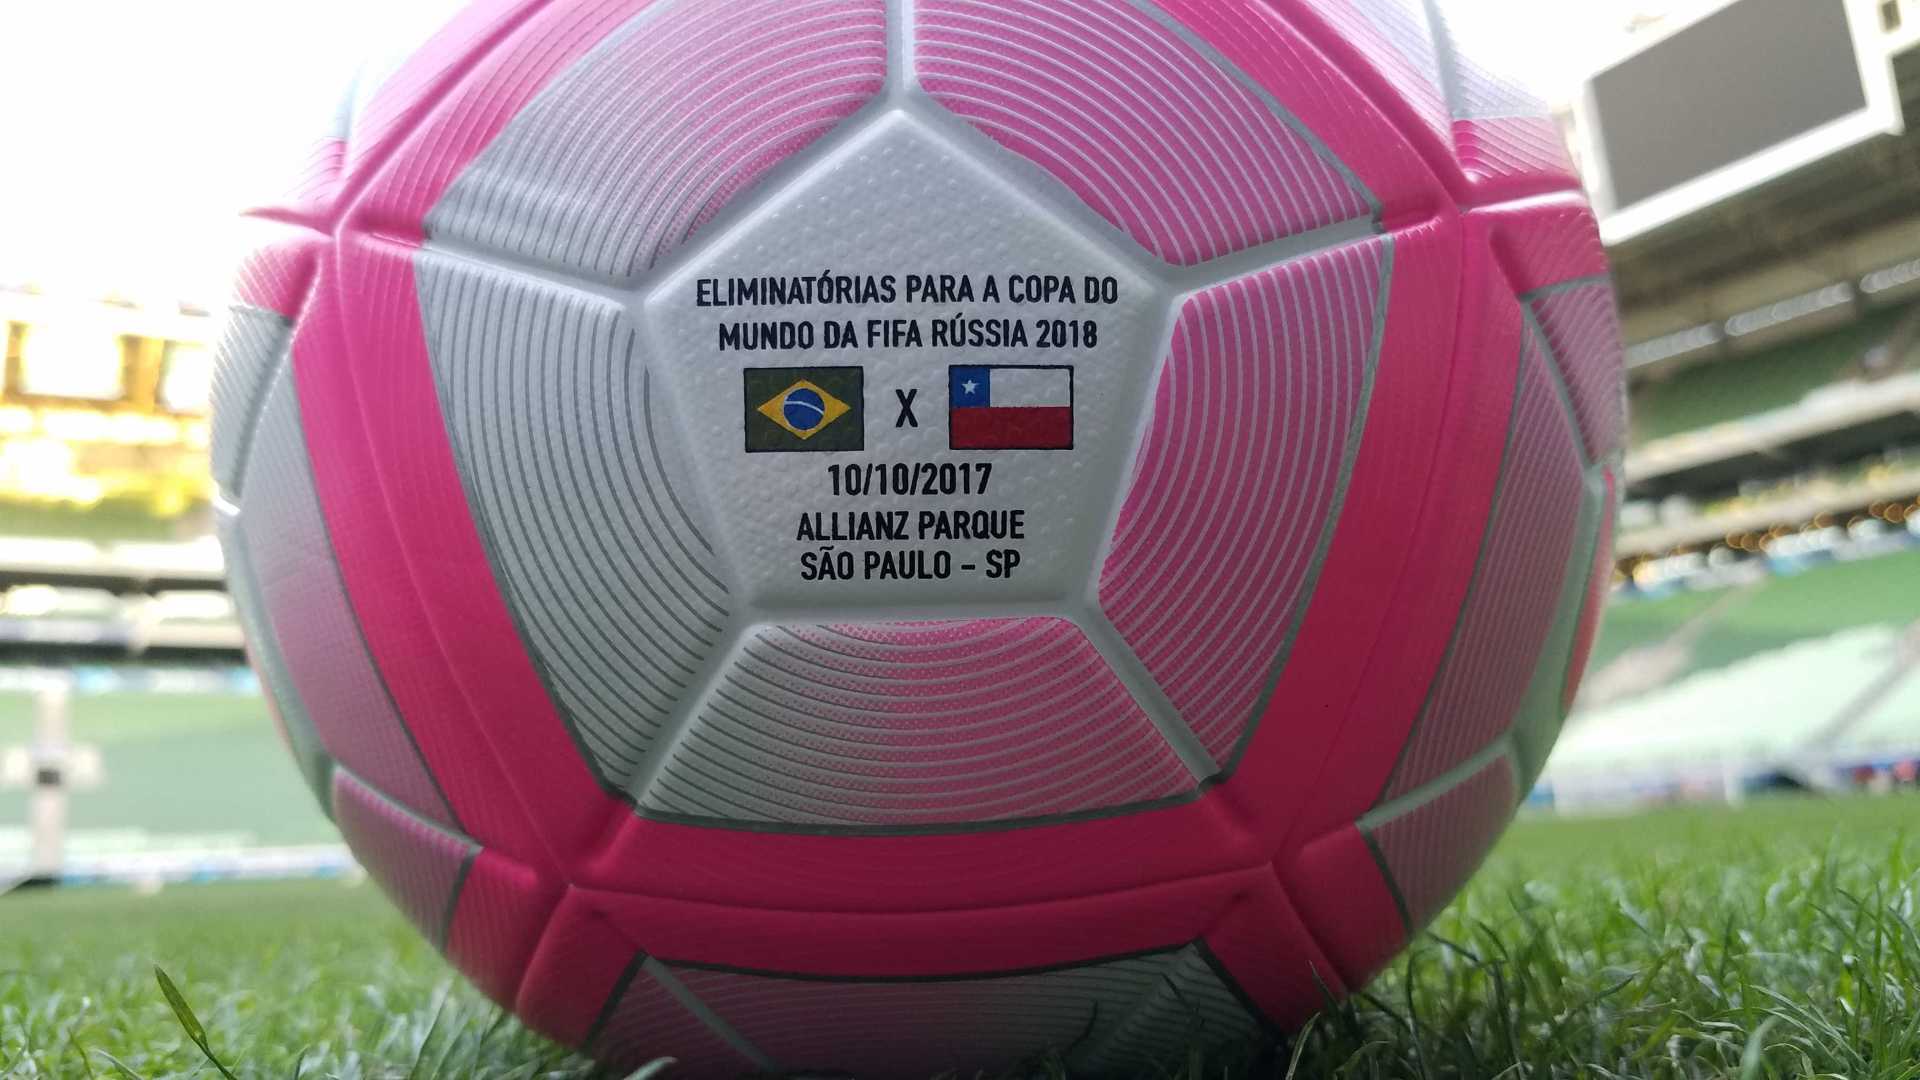 ELIMINATÓRIAS PARA A COPA DO
MUNDO DA FIFA RÚSSIA 2018
X
10/10/2017
ALLIANZ PARQUE
SÃO PAULO - SP